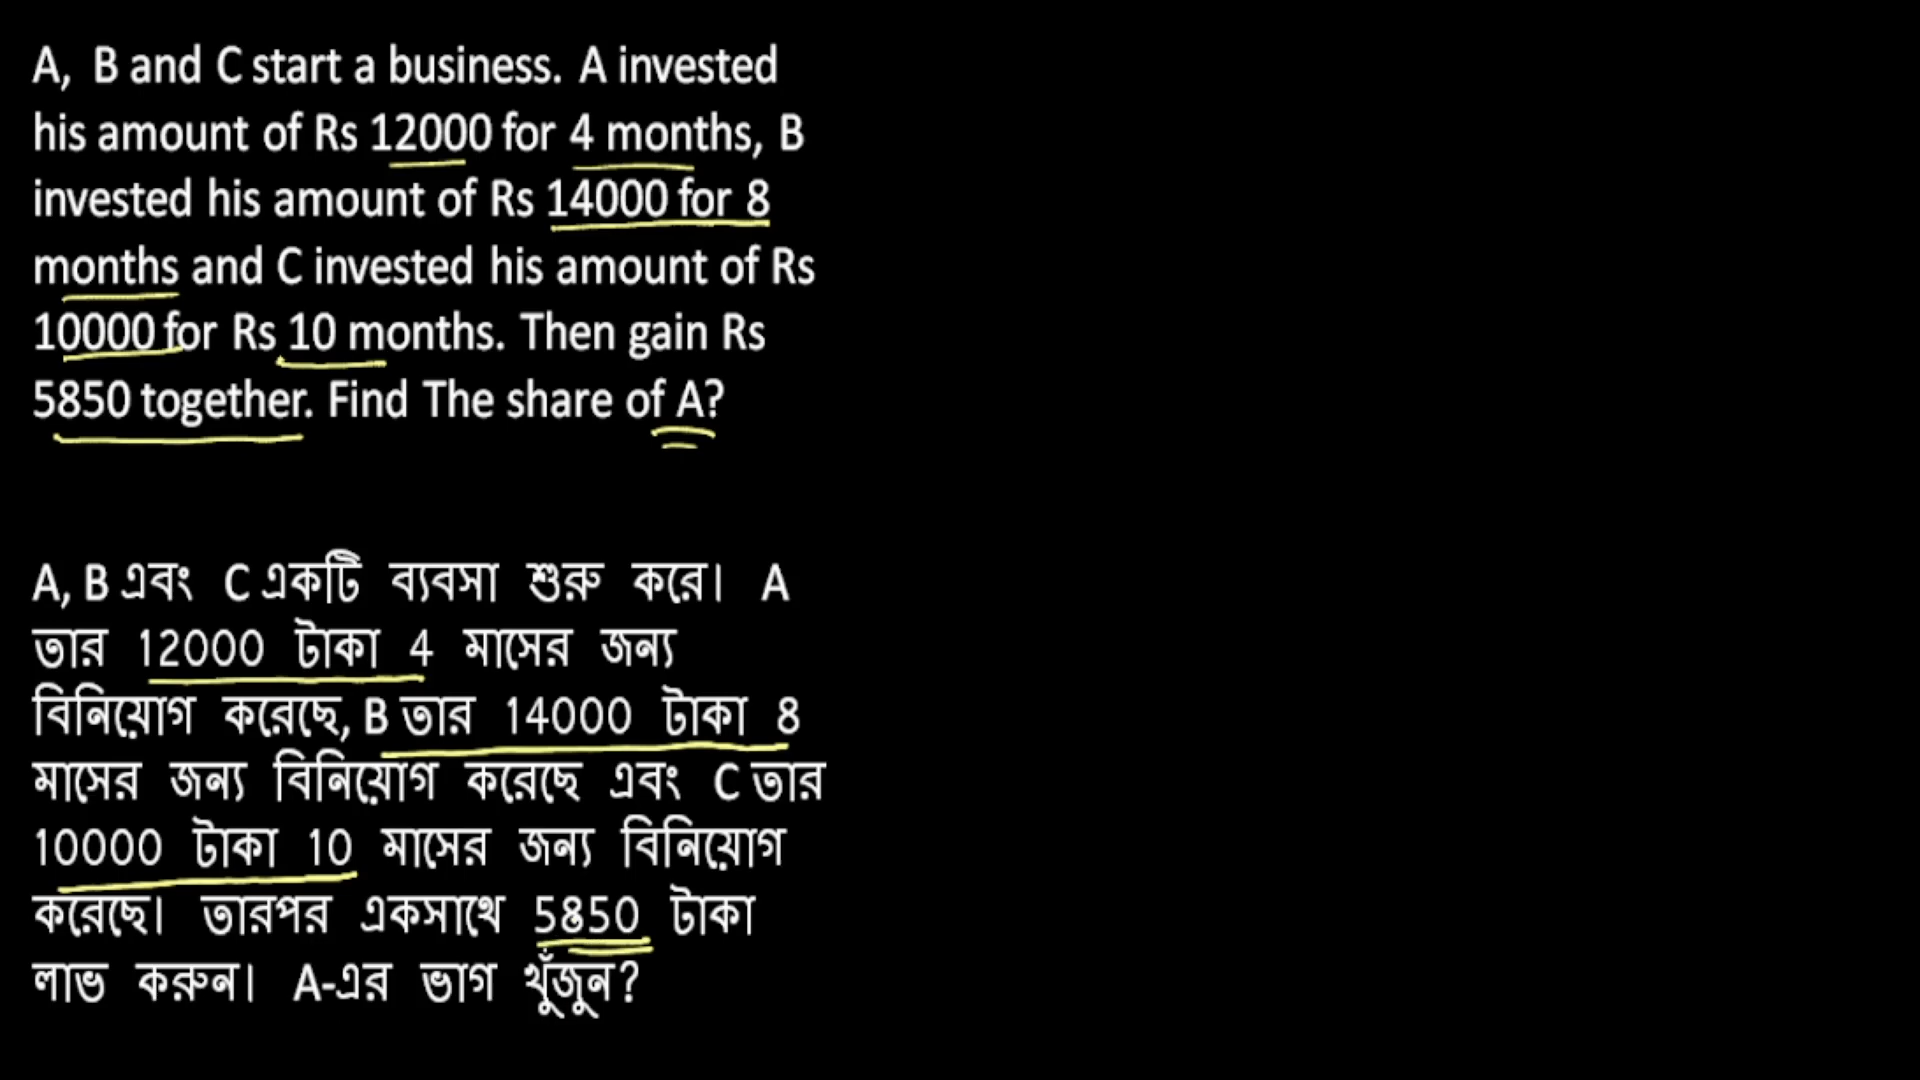 A, B and C start a business. A invested
his amount of Rs 12000 for 4 months, B
invested his amount of Rs 14000 for 8
months and C invested his amount of Rs
10000 for Rs 10 months. Then gain Rs
5850 together. Find The share of A?
A, B এবং C একটি ব্যবসা শুরু করে। A
তার 12000 টাকা 4 মাসের জন্য
বিনিয়োগ করেছে, B তার 14000 টাকা 8
মাসের জন্য বিনিয়োগ করেছে এবং C তার
10000 টাকা 10 মাসের জন্য বিনিয়োগ
করেছে। তারপর একসাথে 5850 টাকা
লাভ করুন। A-এর ভাগ খুঁজুন?